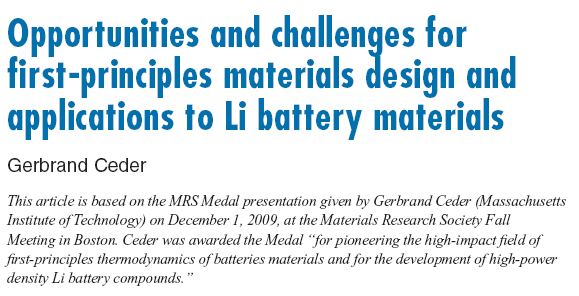 Opportunities and challenges for
first-principles materials design and
applications to Li battery materials
Gerbrand Ceder
This article is based on the MRS Medal presentation given by Gerbrand Ceder (Massachusetts
Institute of Technology) on December 1, 2009, at the Materials Research Society Fall
Meeting in Boston. Ceder was awarded the Medal “for pioneering the high-impact field of
first-principles thermodynamics of batteries materials and for the development of high-power
density Li battery compounds.”